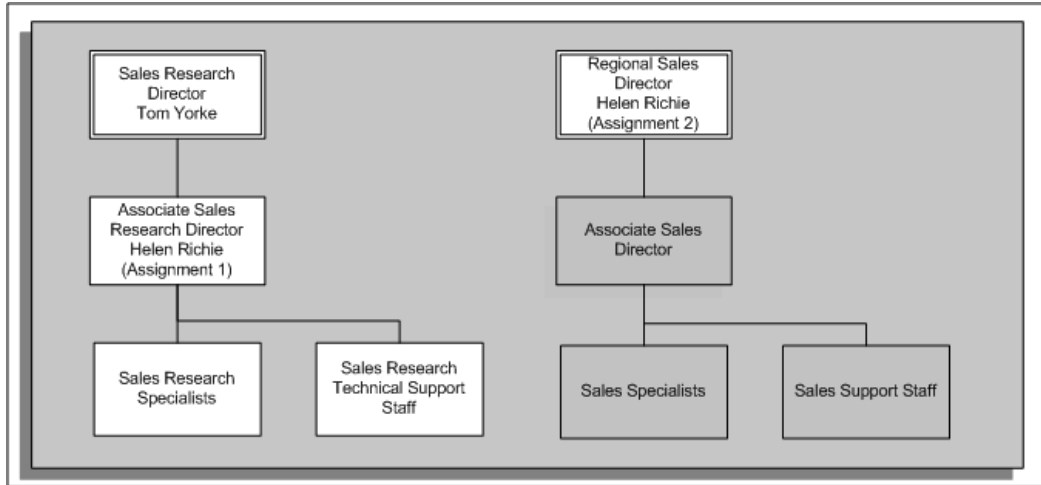 Sales Research
Director
Tom Yorke
Regional Sales
Director
Helen Richie
(Assignment 2)
Associate Sales
Research Director
Helen Richie
(Assignment 1)
Associate Sales
Director
Sales Research
Specialists
Sales Research
Technical Support
Staff
Sales Specialists
Sales Support Staff